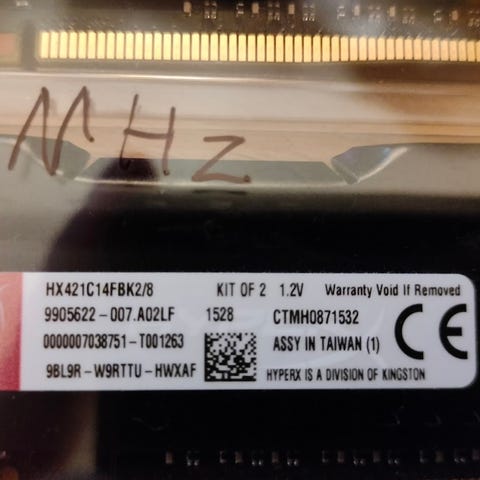 MHz
HX421C14FBK2/8 KIT OF 2 1.2V Warranty Void If Removed
9905622-007.A02LF 1528 CTMH0871532 CE
0000007038751-T001263 ASSY IN TAIWAN (1)
9BL9R-W9RTTU-HWXAF HYPERX IS A DIVISION OF KINGSTON